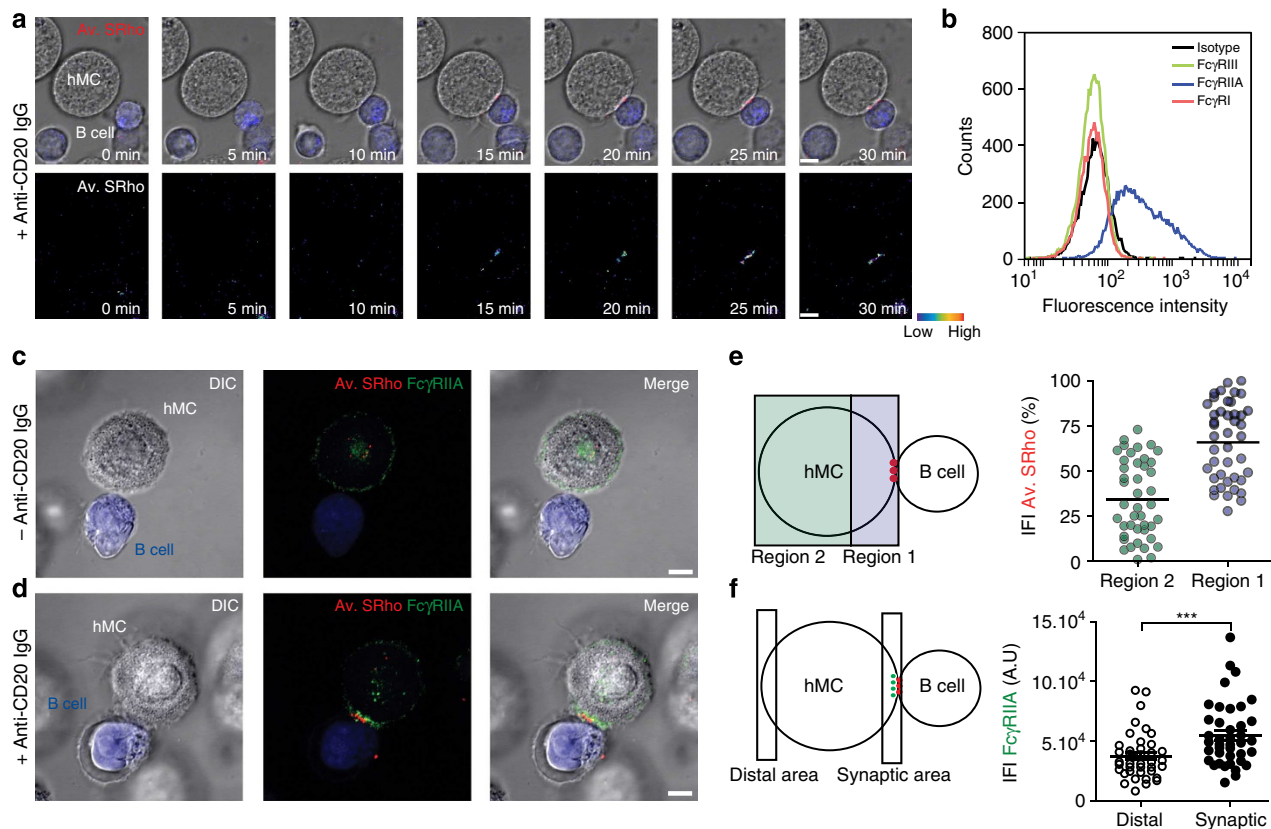 a
+ Anti-CD20 IgG
Av. SRho
hMC
B cell
0 min
5 min
10 min
15 min
20 min
25 min
30 min
Av. SRho
0 min
5 min
10 min
15 min
20 min
25 min
30 min
Low High
b
Counts
800
600
400
200
0
10¹ 10² 10³ 10⁴
Fluorescence intensity
Isotype
FcγRIII
FcγRIIA
FcγRI
c
− Anti-CD20 IgG
DIC
hMC
B cell
Av. SRho FcγRIIA
Merge
d
+ Anti-CD20 IgG
DIC
hMC
B cell
Av. SRho FcγRIIA
Merge
e
hMC
B cell
Region 2 Region 1
IFI Av. SRho (%)
100
75
50
25
0
Region 2 Region 1
f
hMC
B cell
Distal area Synaptic area
IFI FcγRIIA (A.U)
15.10⁴
10.10⁴
5.10⁴
0
***
Distal Synaptic